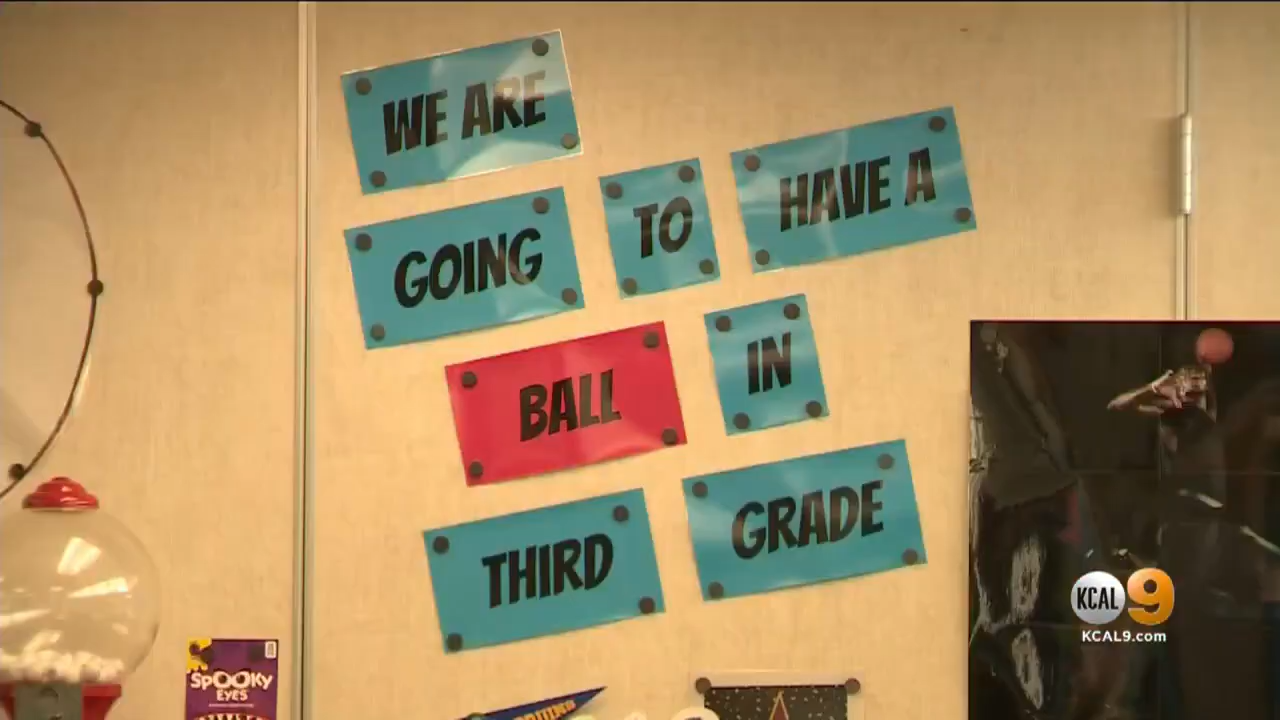 WE ARE
GOING TO HAVE A
BALL IN
THIRD GRADE
SPOOKY
EYES
KCAL 9
KCAL9.com